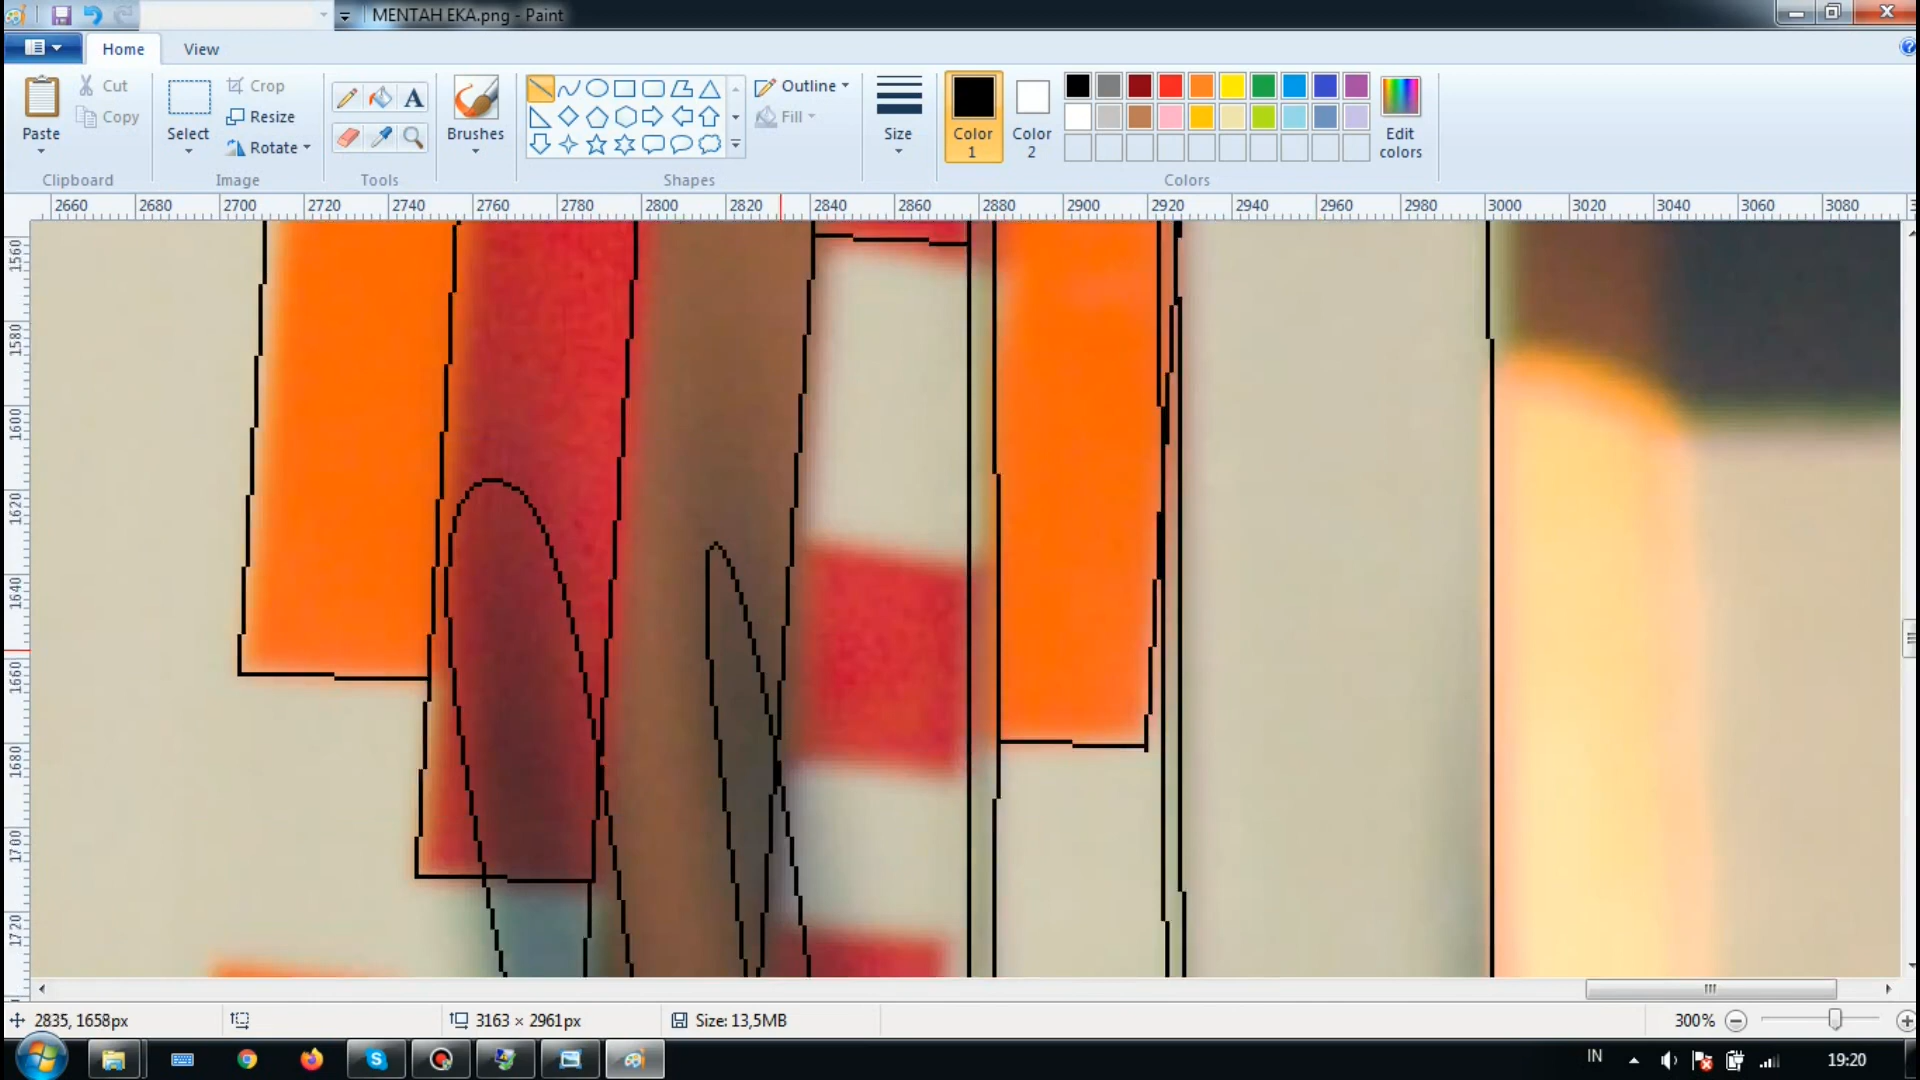 MENTAH EKA.png - Paint
Home
View
Paste
Cut
Copy
Clipboard
Select
Crop
Resize
Rotate
Image
Tools
Brushes
Shapes
Outline
Fill
Size
Color 1
Color 2
Edit colors
Colors
2660 2680 2700 2720 2740 2760 2780 2800 2820 2840 2860 2880 2900 2920 2940 2960 2980 3000 3020 3040 3060 3080
1560
1580
1600
1620
1640
1660
1680
1700
1720
2835, 1658px
3163 × 2961px
Size: 13,5MB
300%
IN
19:20